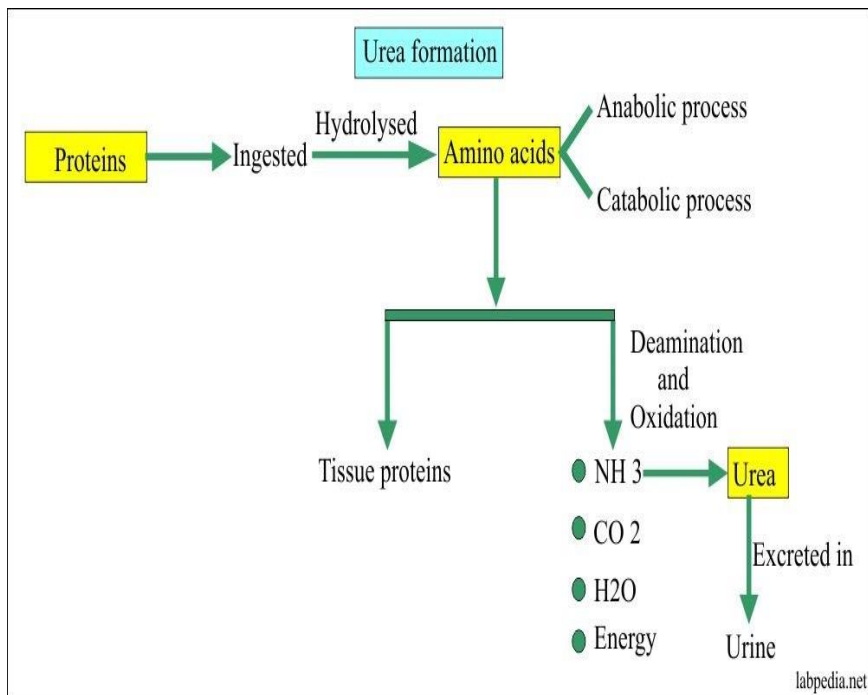 Urea formation
Proteins
Ingested
Hydrolysed
Amino acids
Anabolic process
Catabolic process
Deamination
and
Oxidation
Tissue proteins
NH 3
Urea
CO 2
Excreted in
H2O
Energy
Urine
labpedia.net